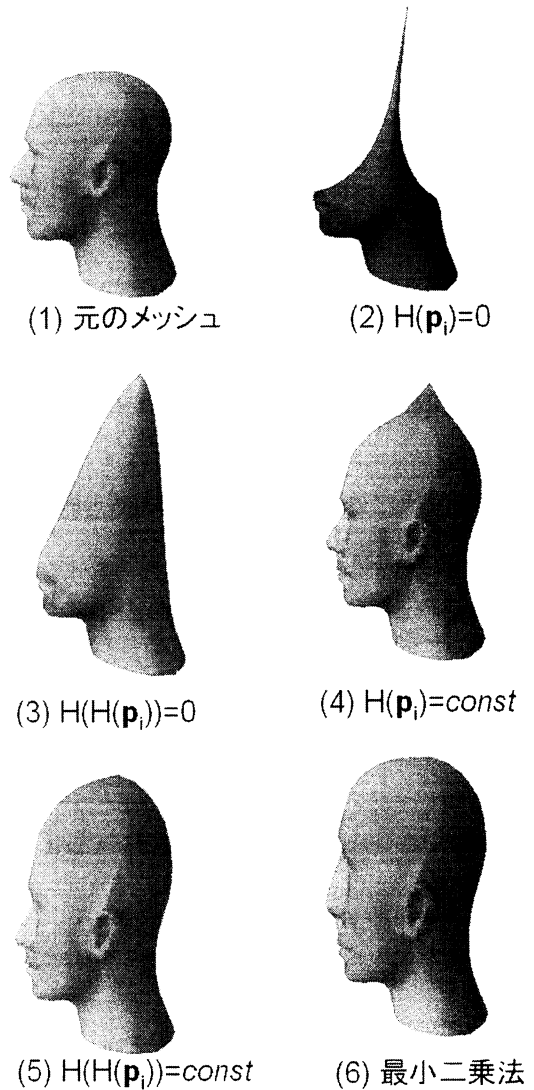 (1) 元のメッシュ
(2) H(pᵢ)=0
(3) H(H(pᵢ))=0
(4) H(pᵢ)=const
(5) H(H(pᵢ))=const
(6) 最小二乗法